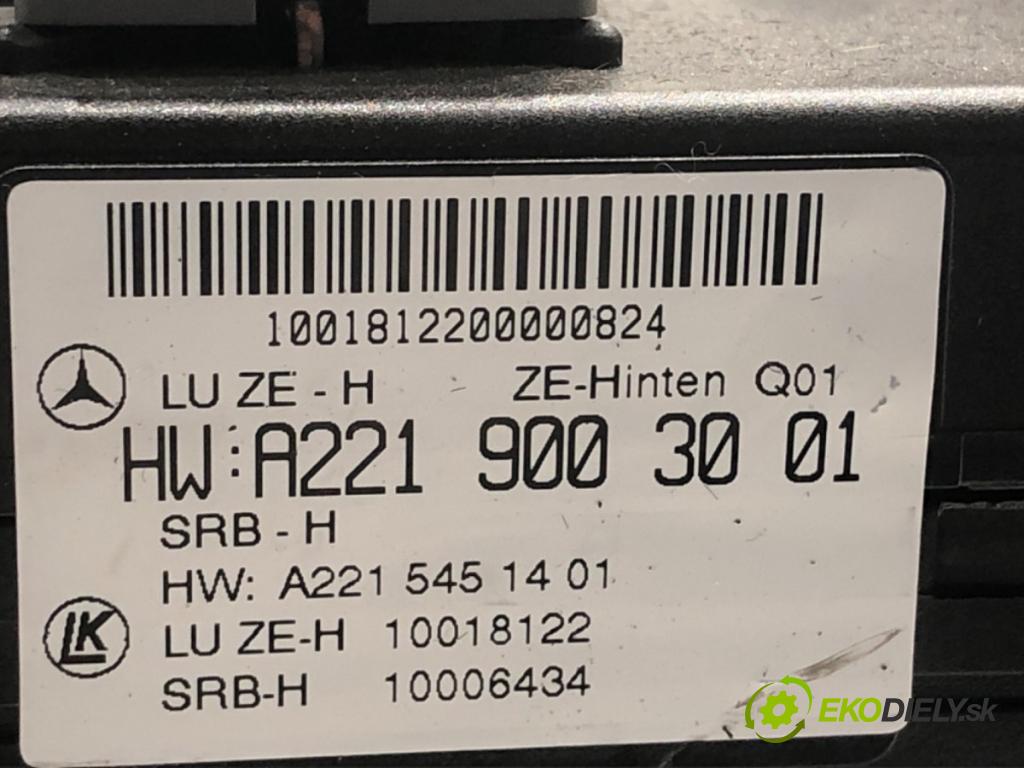 1001812200000824
LU ZE - H ZE-Hinten Q01
HW:A221 900 30 01
SRB - H
HW: A221 545 14 01
LK
LU ZE-H 10018122
SRB-H 10006434
EKODIELY.sk